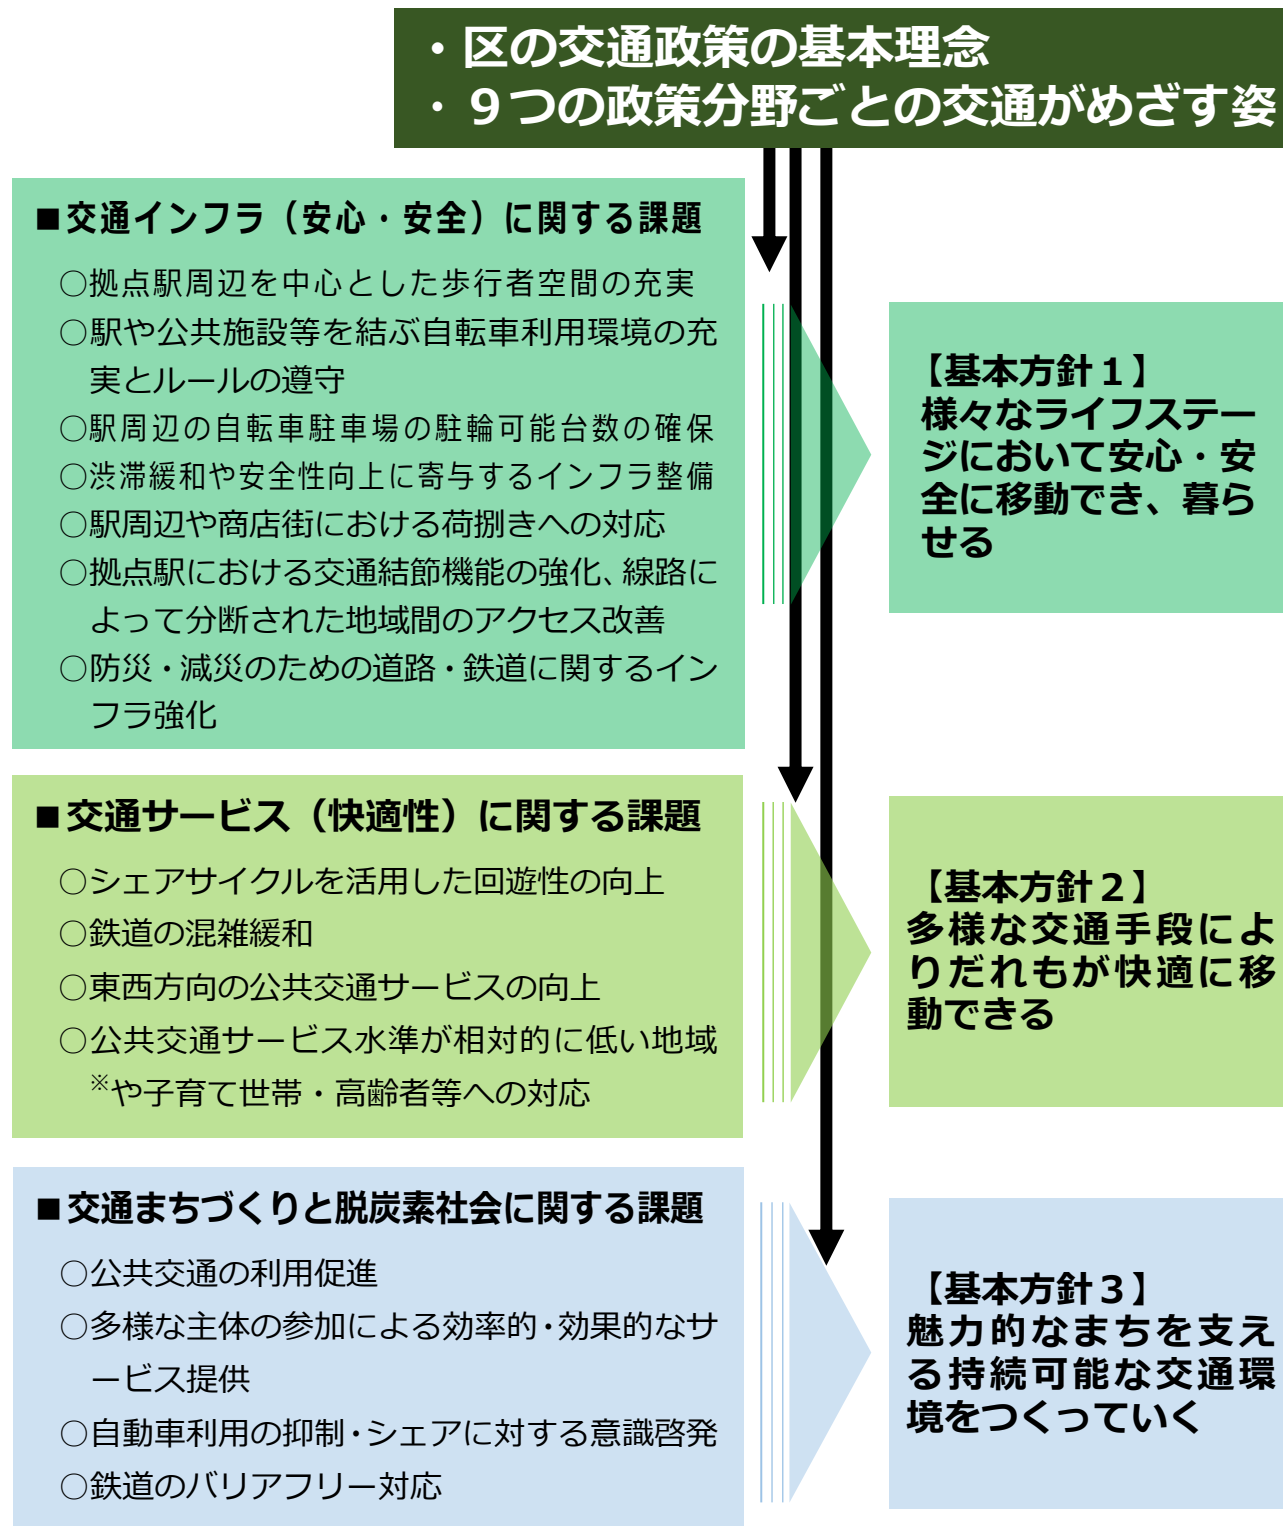 ・区の交通政策の基本理念
・９つの政策分野ごとの交通がめざす姿
■交通インフラ（安心・安全）に関する課題
○拠点駅周辺を中心とした歩行者空間の充実
○駅や公共施設等を結ぶ自転車利用環境の充
実とルールの遵守
○駅周辺の自転車駐車場の駐輪可能台数の確保
○渋滞緩和や安全性向上に寄与するインフラ整備
○駅周辺や商店街における荷捌きへの対応
○拠点駅における交通結節機能の強化、線路に
よって分断された地域間のアクセス改善
○防災・減災のための道路・鉄道に関するイン
フラ強化
【基本方針１】
様々なライフステー
ジにおいて安心・安
全に移動でき、暮ら
せる
■交通サービス（快適性）に関する課題
○シェアサイクルを活用した回遊性の向上
○鉄道の混雑緩和
○東西方向の公共交通サービスの向上
○公共交通サービス水準が相対的に低い地域
※や子育て世帯・高齢者等への対応
【基本方針２】
多様な交通手段によ
りだれもが快適に移
動できる
■交通まちづくりと脱炭素社会に関する課題
○公共交通の利用促進
○多様な主体の参加による効率的・効果的なサ
ービス提供
○自動車利用の抑制・シェアに対する意識啓発
○鉄道のバリアフリー対応
【基本方針３】
魅力的なまちを支え
る持続可能な交通環
境をつくっていく